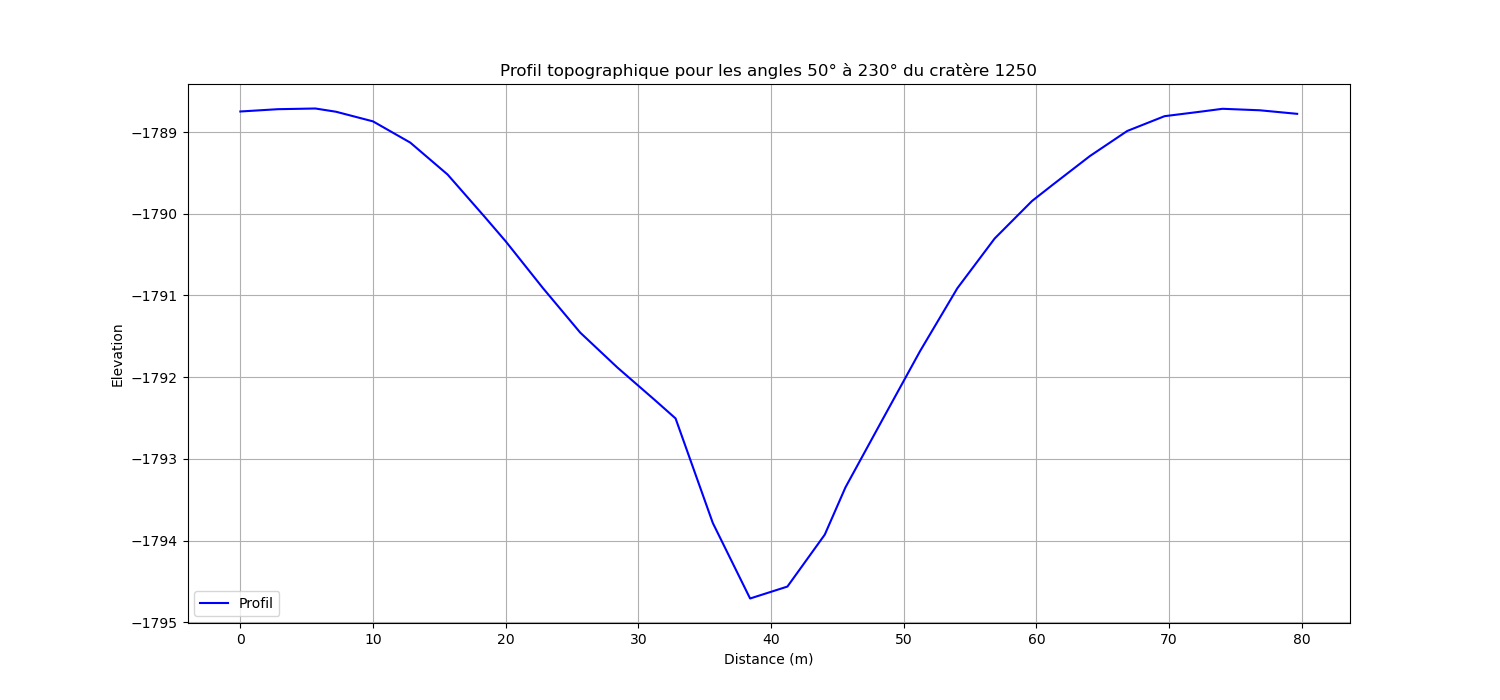 Profil topographique pour les angles 50° à 230° du cratère 1250
−1789
−1790
−1791
−1792
−1793
−1794
−1795
Elevation
Profil
0 10 20 30 40 50 60 70 80
Distance (m)